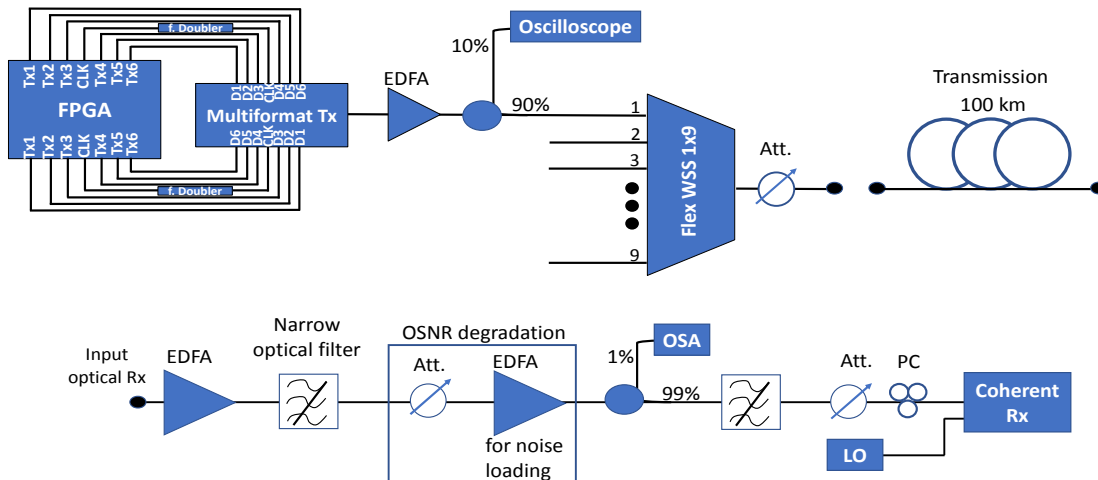 f. Doubler
Tx1 Tx2 Tx3 CLK Tx4 Tx5 Tx6
FPGA
Tx1 Tx2 Tx3 CLK Tx4 Tx5 Tx6
D1 D2 D3 CLK D4 D5 D6
Multiformat Tx
D6 D5 D4 CLK D3 D2 D1
f. Doubler
EDFA
10%
Oscilloscope
90%
1
2
3
9
Flex WSS 1x9
Att.
Transmission
100 km
Input
optical Rx
EDFA
Narrow
optical filter
OSNR degradation
Att.
EDFA
for noise
loading
1%
OSA
99%
Att.
PC
LO
Coherent
Rx